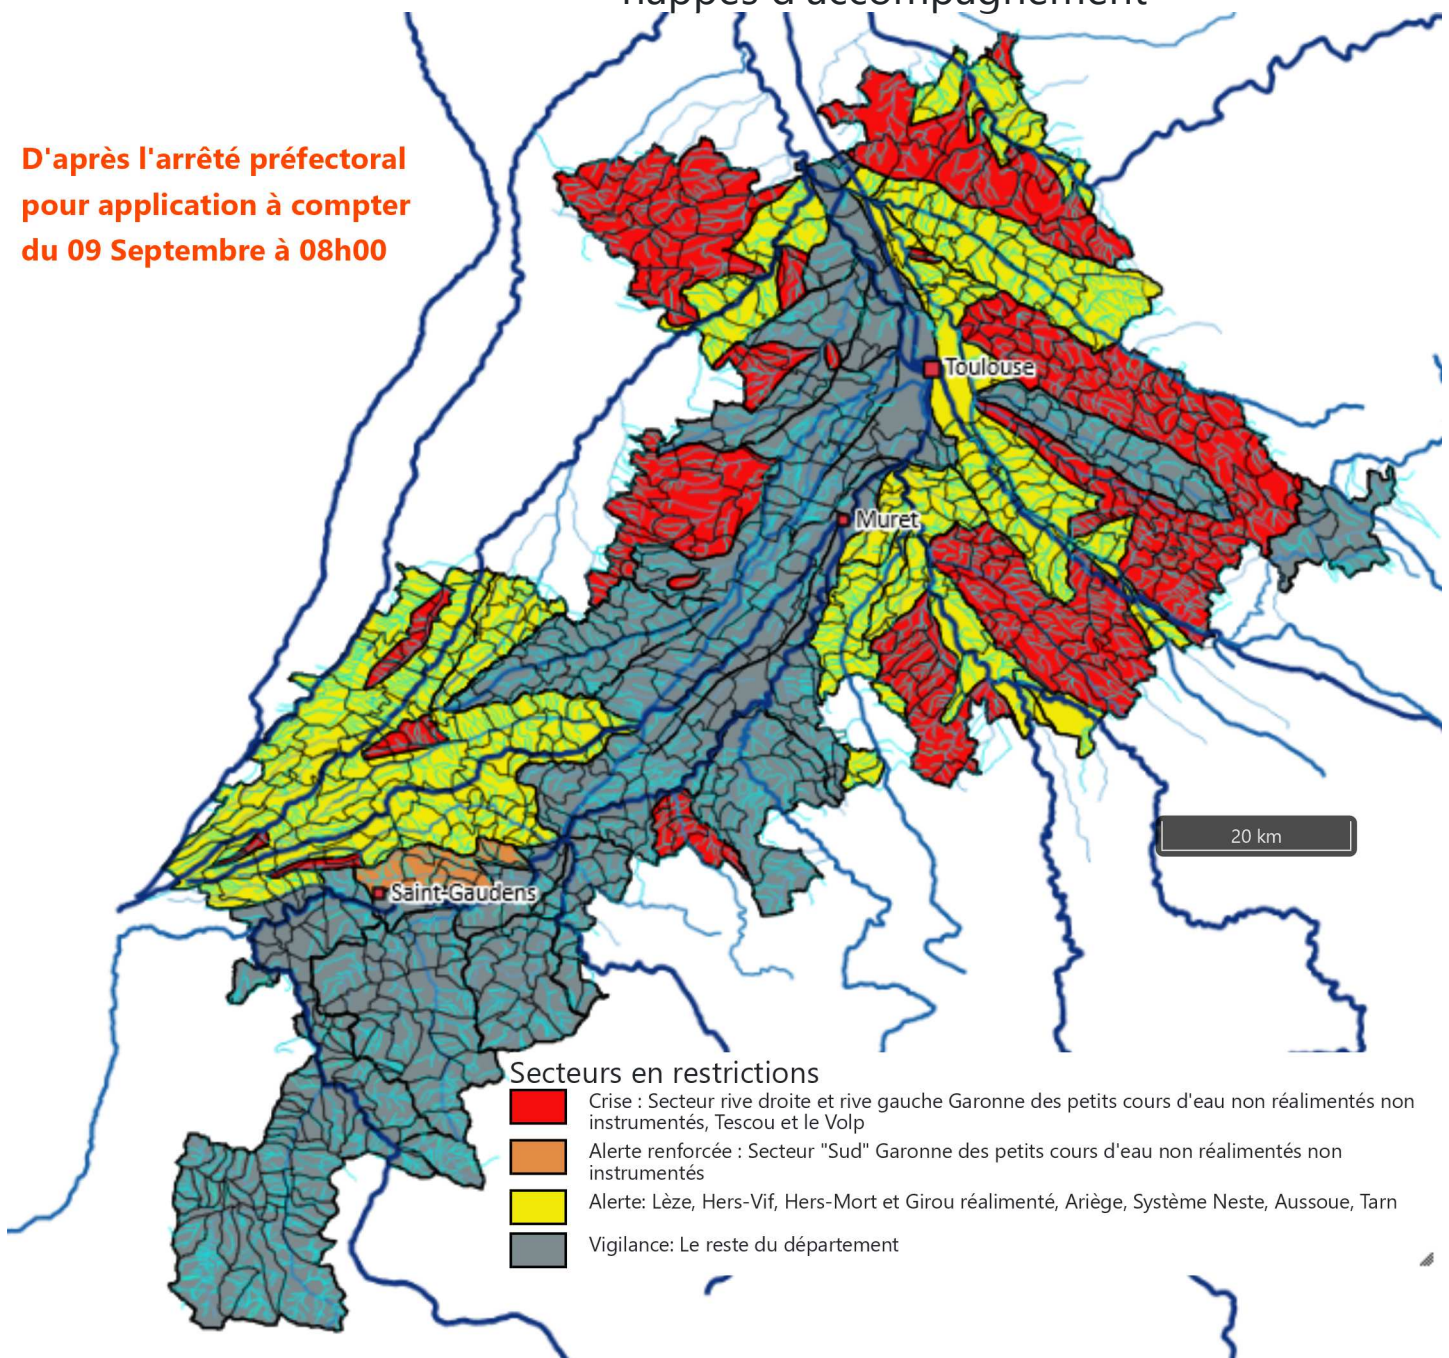 nappes d'accompagnement
D'après l'arrêté préfectoral
pour application à compter
du 09 Septembre à 08h00
Toulouse
Muret
20 km
Saint-Gaudens
Secteurs en restrictions
Crise : Secteur rive droite et rive gauche Garonne des petits cours d'eau non réalimentés non
instrumentés, Tescou et le Volp
Alerte renforcée : Secteur "Sud" Garonne des petits cours d'eau non réalimentés non
instrumentés
Alerte: Lèze, Hers-Vif, Hers-Mort et Girou réalimenté, Ariège, Système Neste, Aussoue, Tarn
Vigilance: Le reste du département